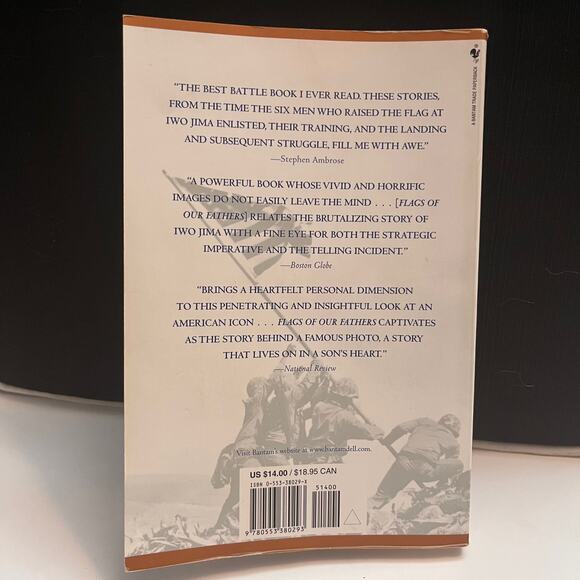 A BANTAM TRADE PAPERBACK
“THE BEST BATTLE BOOK I EVER READ. THESE STORIES,
FROM THE TIME THE SIX MEN WHO RAISED THE FLAG AT
IWO JIMA ENLISTED, THEIR TRAINING, AND THE LANDING
AND SUBSEQUENT STRUGGLE, FILL ME WITH AWE.”
—Stephen Ambrose
“A POWERFUL BOOK WHOSE VIVID AND HORRIFIC
IMAGES DO NOT EASILY LEAVE THE MIND . . . [FLAGS OF
OUR FATHERS] RELATES THE BRUTALIZING STORY OF
IWO JIMA WITH A FINE EYE FOR BOTH THE STRATEGIC
IMPERATIVE AND THE TELLING INCIDENT.”
—Boston Globe
“BRINGS A HEARTFELT PERSONAL DIMENSION
TO THIS PENETRATING AND INSIGHTFUL LOOK AT AN
AMERICAN ICON . . . FLAGS OF OUR FATHERS CAPTIVATES
AS THE STORY BEHIND A FAMOUS PHOTO, A STORY
THAT LIVES ON IN A SON’S HEART.”
—National Review
Visit Bantam’s website at www.bantamdell.com.
US $14.00 / $18.95 CAN
ISBN 0-553-38029-X
51400
9 780553 380293